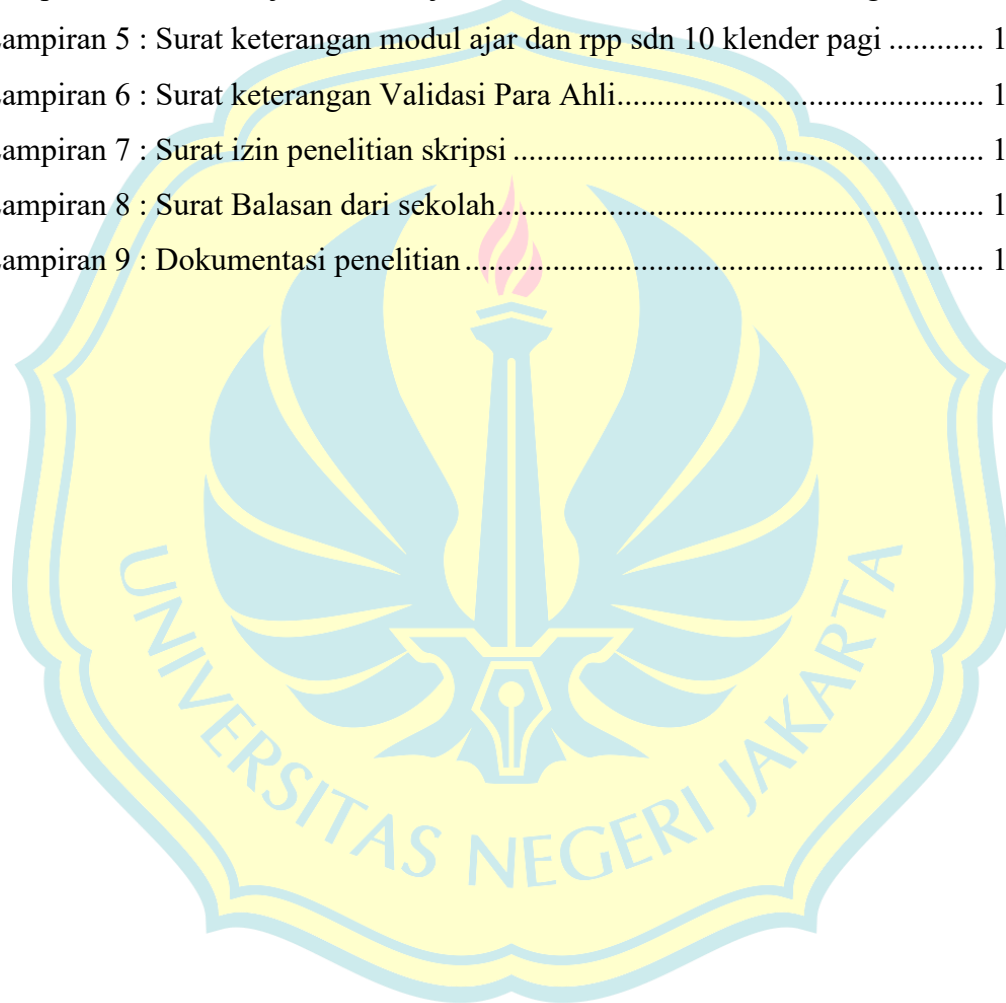 ampiran 5 : Surat keterangan modul ajar dan rpp sdn 10 klender pagi ............ 1
ampiran 6 : Surat keterangan Validasi Para Ahli............................................... 1
ampiran 7 : Surat izin penelitian skripsi ............................................................ 1
ampiran 8 : Surat Balasan dari sekolah.............................................................. 1
ampiran 9 : Dokumentasi penelitian .................................................................. 1
UNIVERSITAS NEGERI JAKARTA